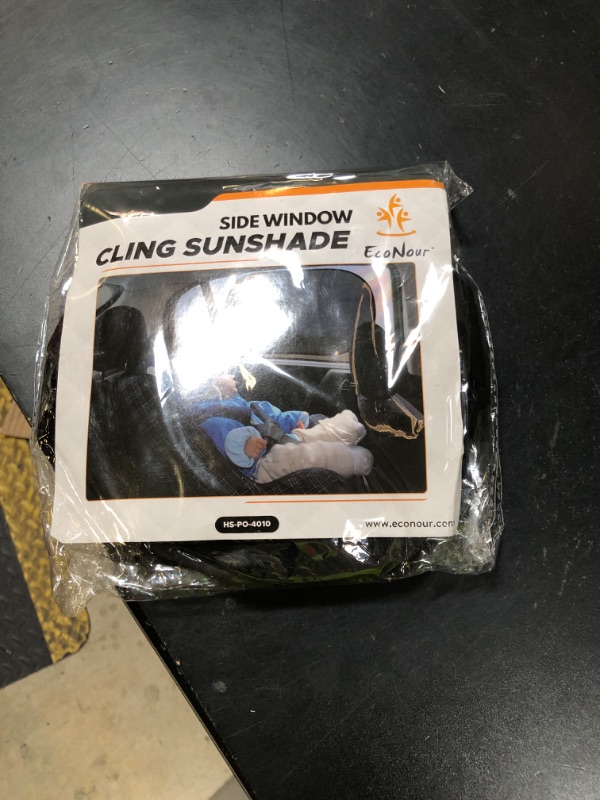 SIDE WINDOW
CLING SUNSHADE
EcoNour
HS-PO-4010
www.econour.com